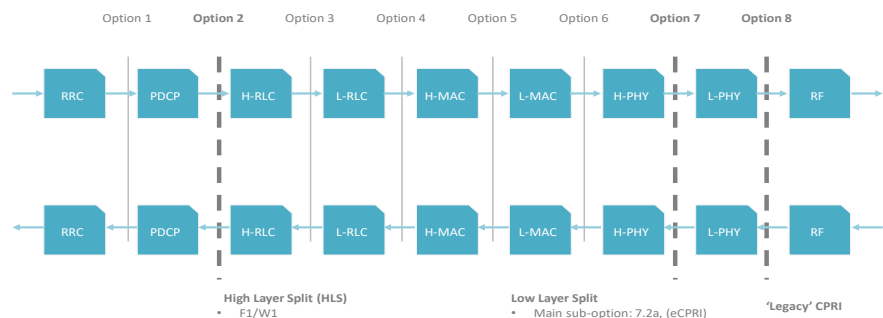 Option 1 Option 2 Option 3 Option 4 Option 5 Option 6 Option 7 Option 8
RRC PDCP H-RLC L-RLC H-MAC L-MAC H-PHY L-PHY RF
RRC PDCP H-RLC L-RLC H-MAC L-MAC H-PHY L-PHY RF
High Layer Split (HLS)
• F1/W1
Low Layer Split
• Main sub-option: 7.2a, (eCPRI)
‘Legacy’ CPRI